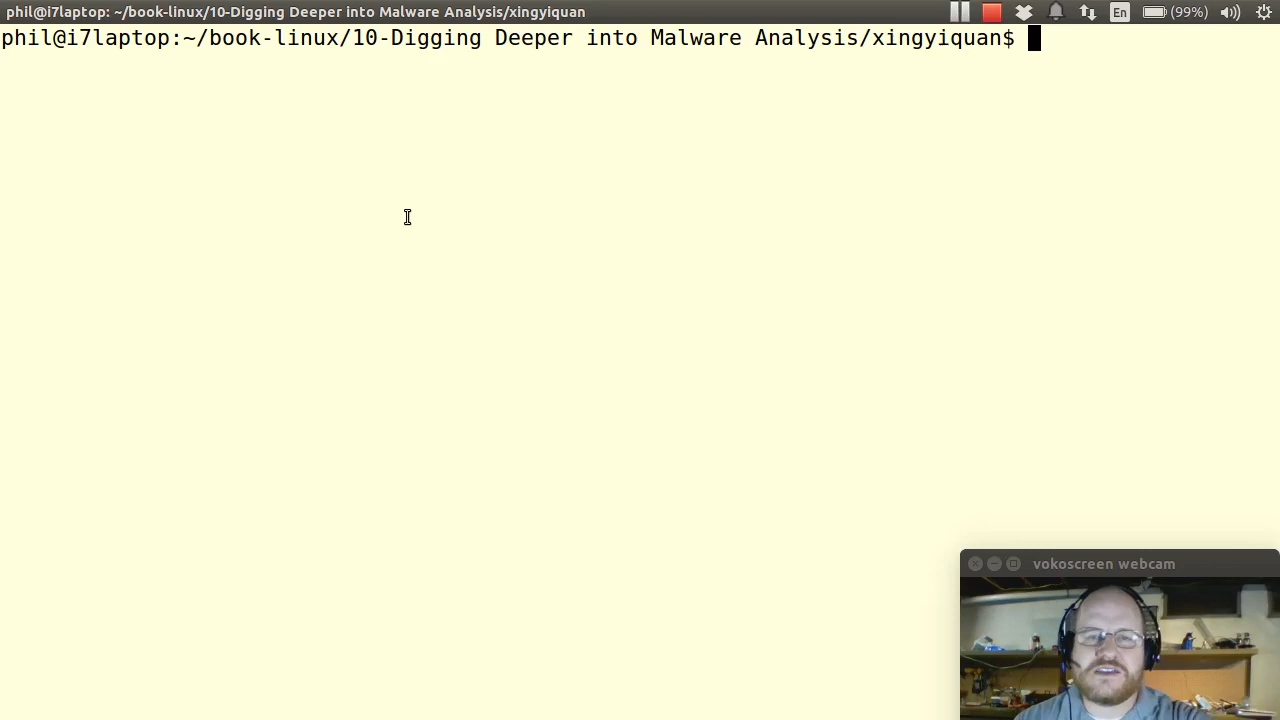 phil@i7laptop: ~/book-linux/10-Digging Deeper into Malware Analysis/xingyiquan
En
(99%)
phil@i7laptop:~/book-linux/10-Digging Deeper into Malware Analysis/xingyiquan$
vokoscreen webcam